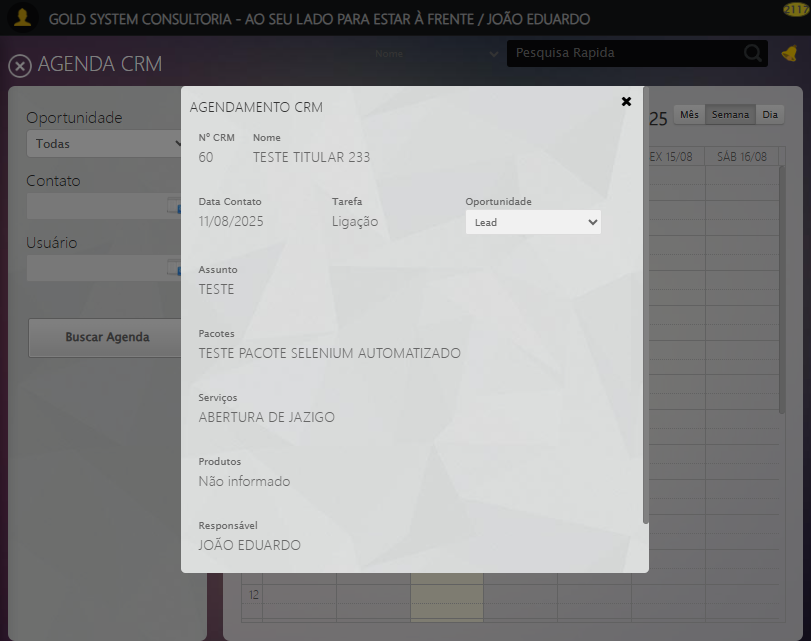 GOLD SYSTEM CONSULTORIA - AO SEU LADO PARA ESTAR À FRENTE / JOÃO EDUARDO
2117
AGENDA CRM
Nome
Pesquisa Rapida
Oportunidade
Todas
Contato
Usuário
Buscar Agenda
AGENDAMENTO CRM
Nº CRM Nome
60 TESTE TITULAR 233
Data Contato Tarefa Oportunidade
11/08/2025 Ligação Lead
Assunto
TESTE
Pacotes
TESTE PACOTE SELENIUM AUTOMATIZADO
Serviços
ABERTURA DE JAZIGO
Produtos
Não informado
Responsável
JOÃO EDUARDO
25 Mês Semana Dia
EX 15/08 SÁB 16/08
12